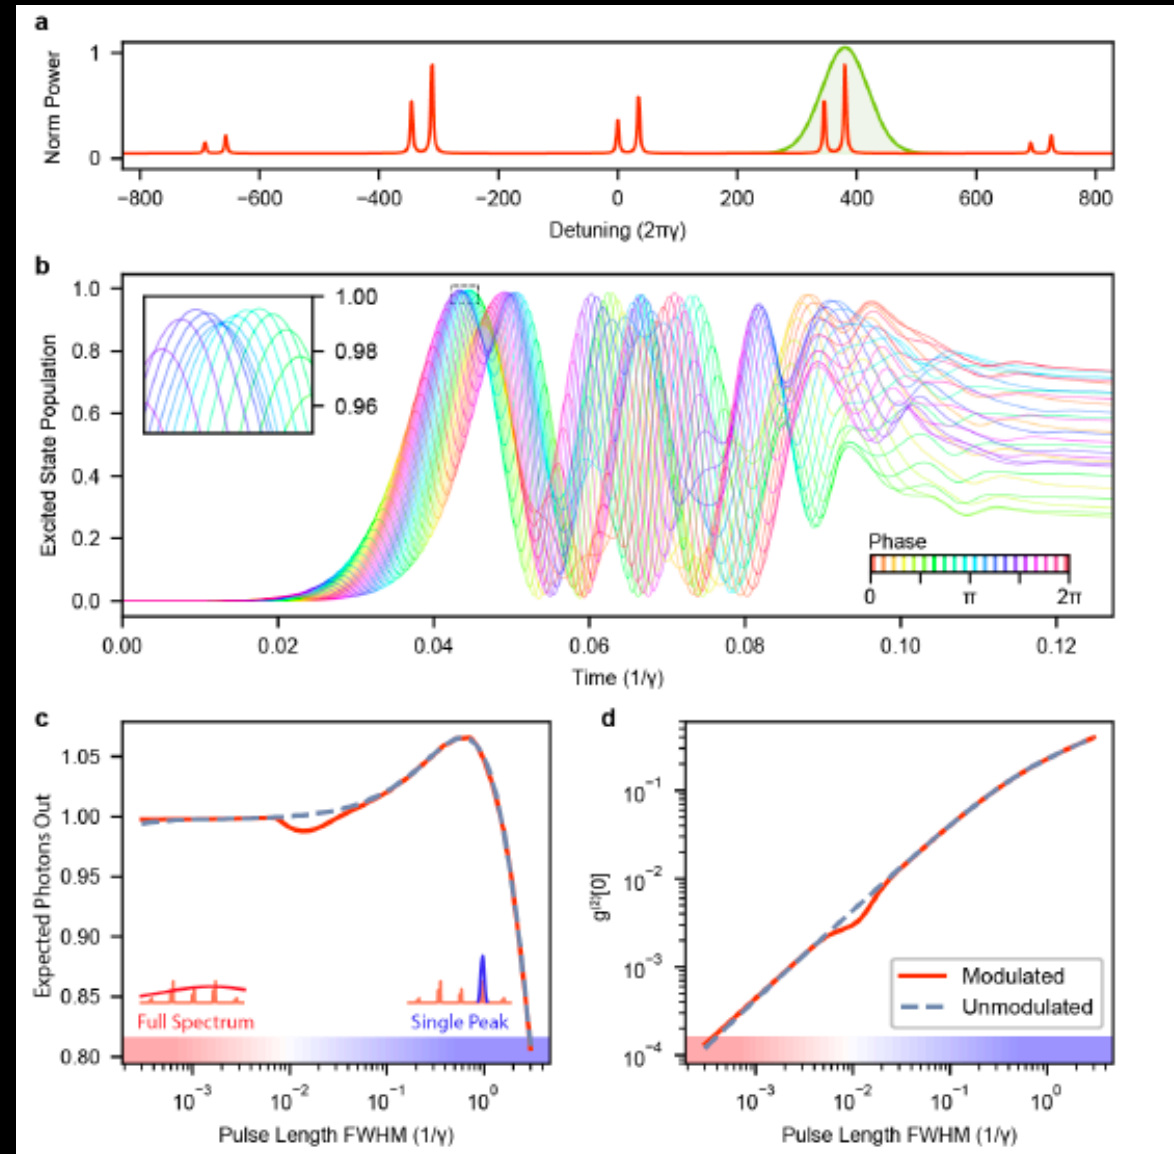 a
Norm Power
1
0
−800 −600 −400 −200 0 200 400 600 800
Detuning (2πγ)
b
Excited State Population
1.0
0.8
0.6
0.4
0.2
0.0
1.00
0.98
0.96
Phase
0 π 2π
0.00 0.02 0.04 0.06 0.08 0.10 0.12
Time (1/γ)
c
Expected Photons Out
1.05
1.00
0.95
0.90
0.85
0.80
Full Spectrum
Single Peak
10⁻³ 10⁻² 10⁻¹ 10⁰
Pulse Length FWHM (1/γ)
d
g⁽²⁾[0]
10⁻¹
10⁻²
10⁻³
10⁻⁴
Modulated
Unmodulated
10⁻³ 10⁻² 10⁻¹ 10⁰
Pulse Length FWHM (1/γ)